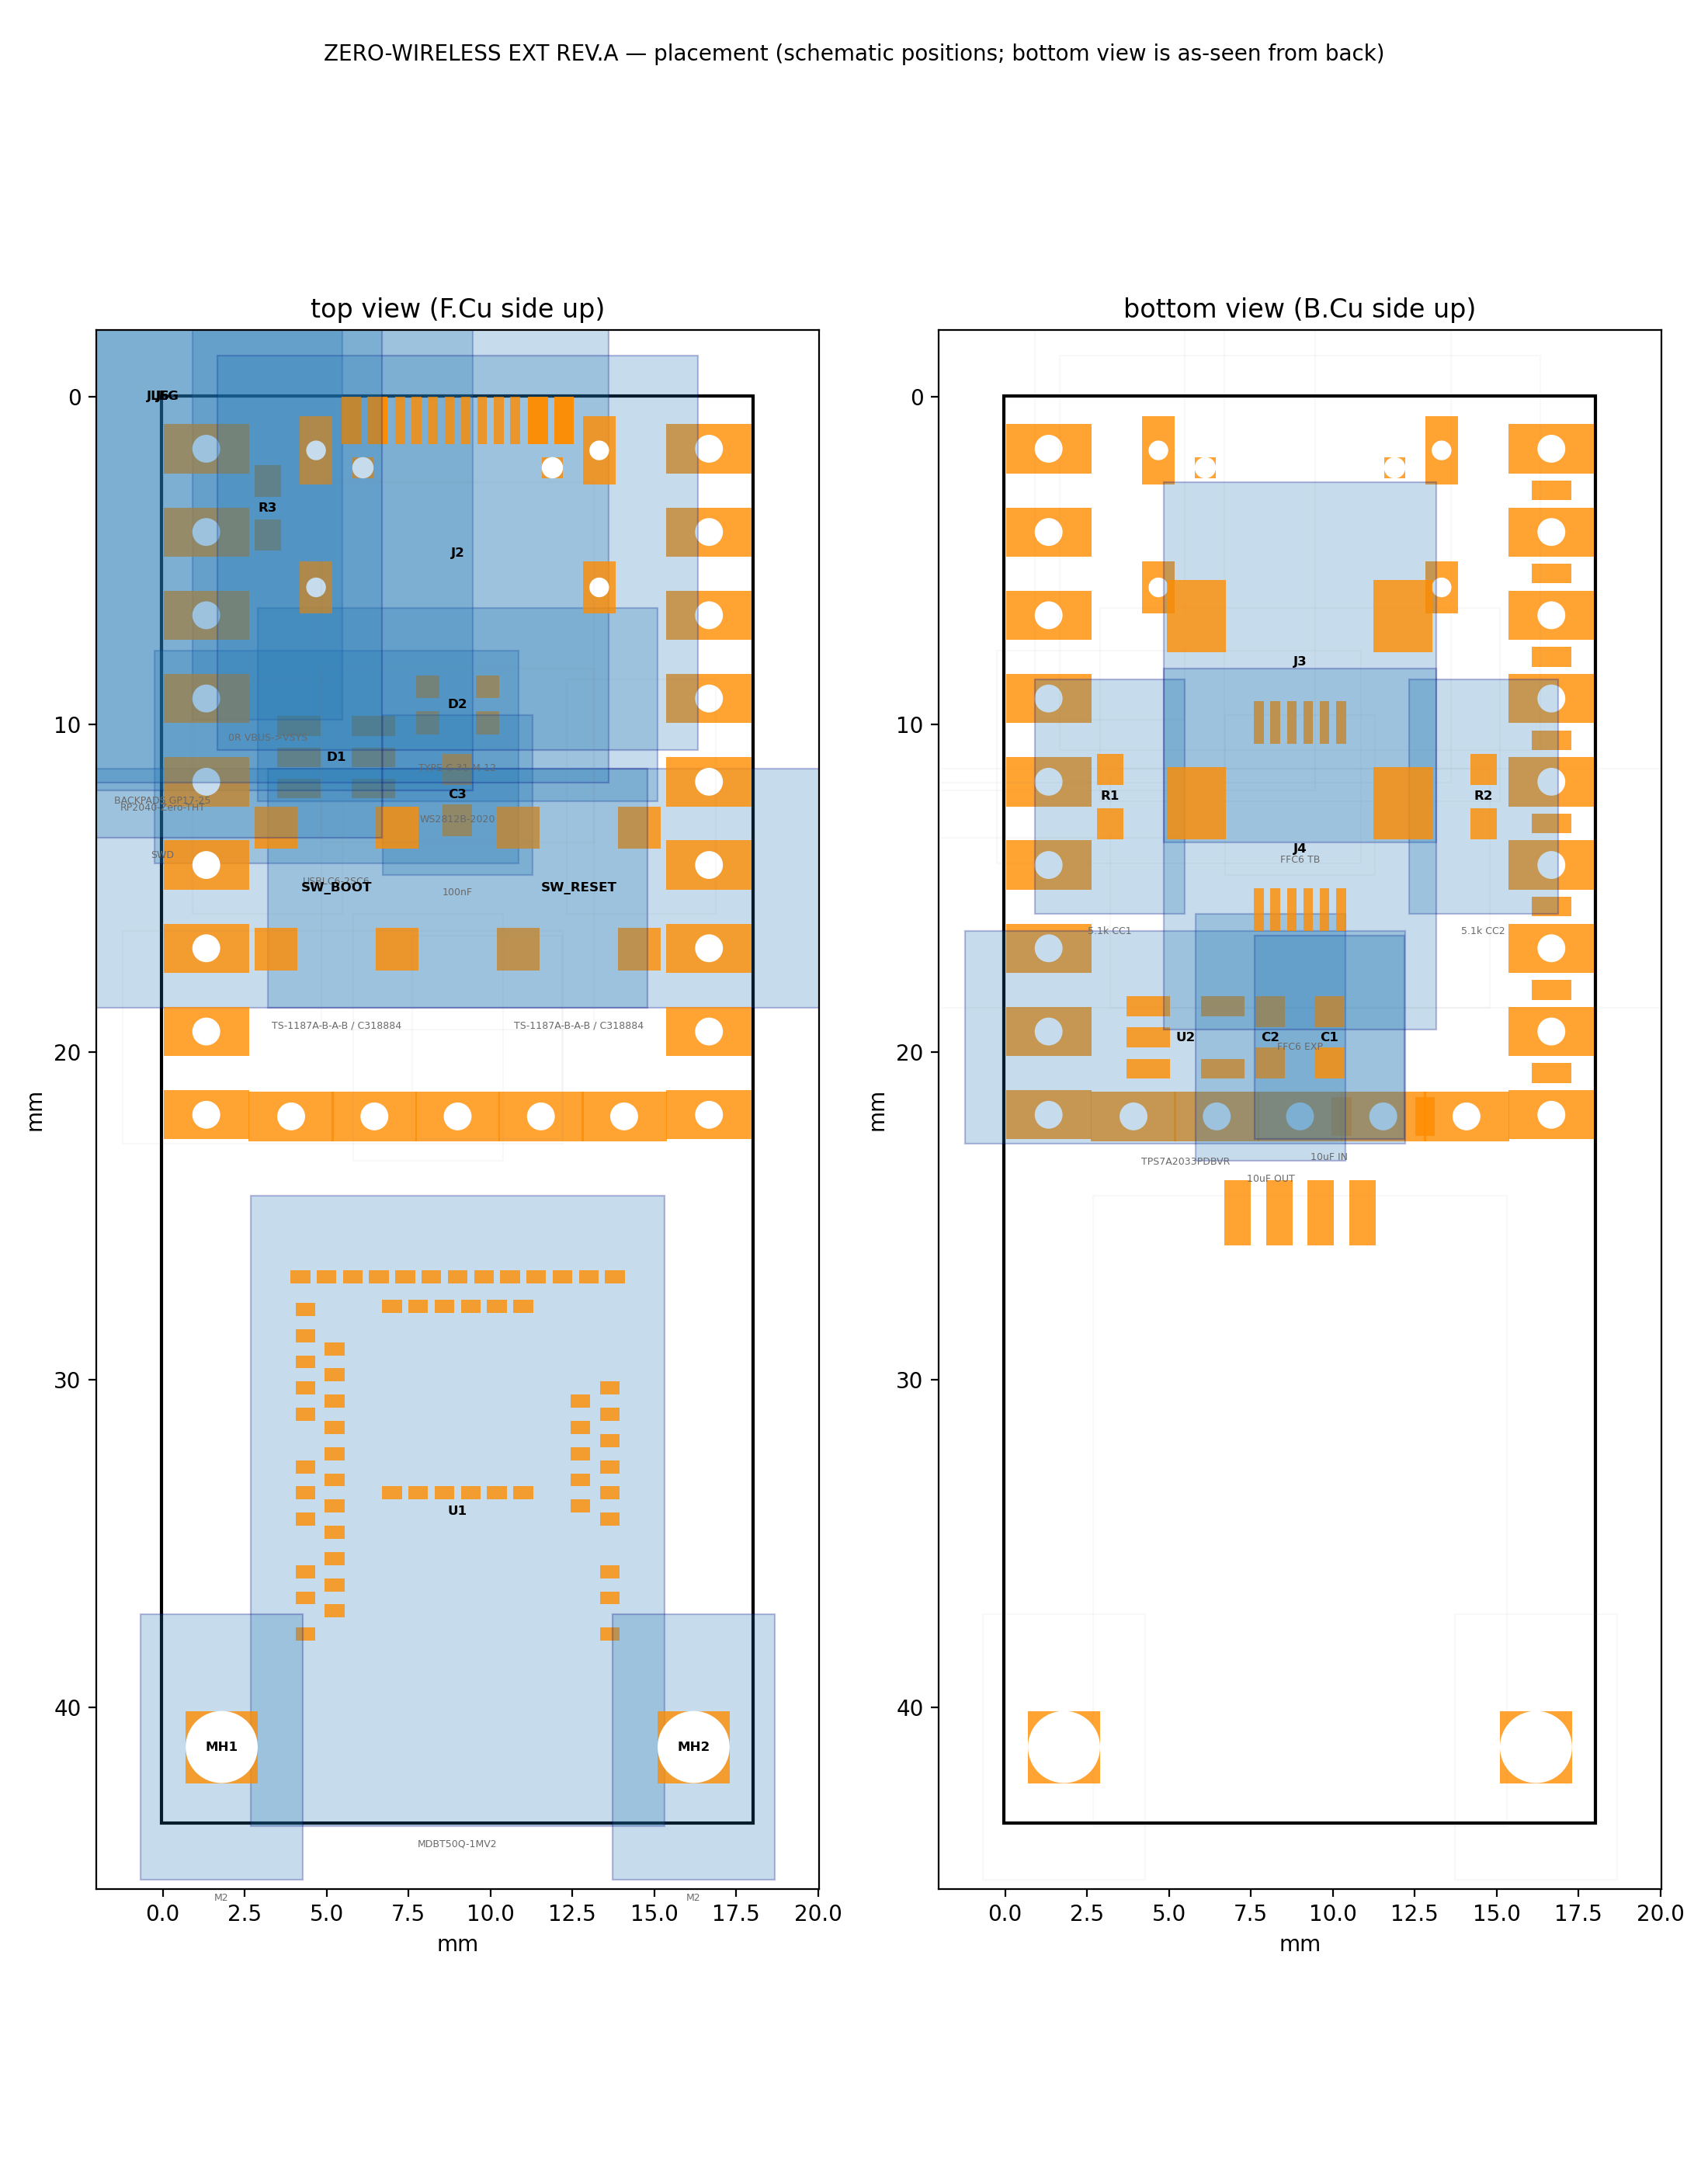 ZERO-WIRELESS EXT REV.A — placement (schematic positions; bottom view is as-seen from back)
top view (F.Cu side up)
0
10
20
30
40
mm
R3
J2
D2
0R VBUS->VSYS
D1
TYPE-C-31-M-12
C3
BACKPADS GP17-25
RP2040-Zero-THT
WS2812B-2020
SWD
USBLC6-2SC6
SW_BOOT
SW_RESET
100nF
TS-1187A-B-A-B / C318884
TS-1187A-B-A-B / C318884
U1
MH1
MH2
MDBT50Q-1MV2
M2
M2
0.0 2.5 5.0 7.5 10.0 12.5 15.0 17.5 20.0
mm
bottom view (B.Cu side up)
0
10
20
30
40
mm
J3
R1
R2
J4
FFC6 TB
5.1k CC1
5.1k CC2
U2
C2
C1
FFC6 EXP
10uF IN
TPS7A2033PDBVR
10uF OUT
0.0 2.5 5.0 7.5 10.0 12.5 15.0 17.5 20.0
mm